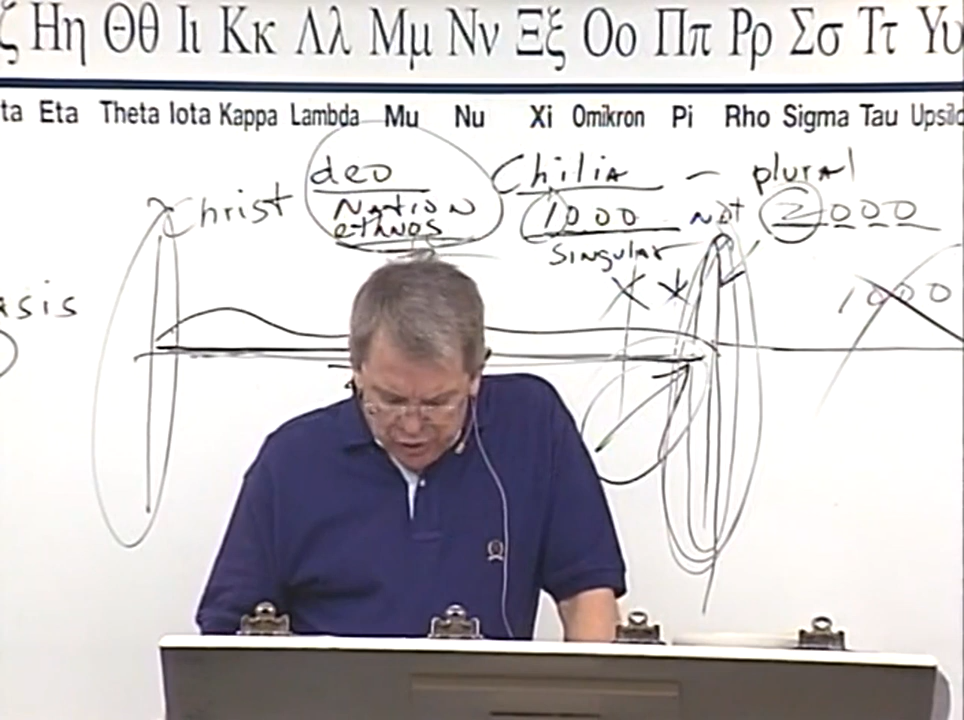 ζ Ηη Θθ Ιι Κκ Λλ Μμ Νν Ξξ Οο Ππ Ρρ Σσ Ττ Υυ
ta Eta Theta Iota Kappa Lambda Mu Nu Xi Omikron Pi Rho Sigma Tau Upsilo
deo Chilia — plural
Christ Nation 1000 not 2000
ethnos Singular
asis 1000